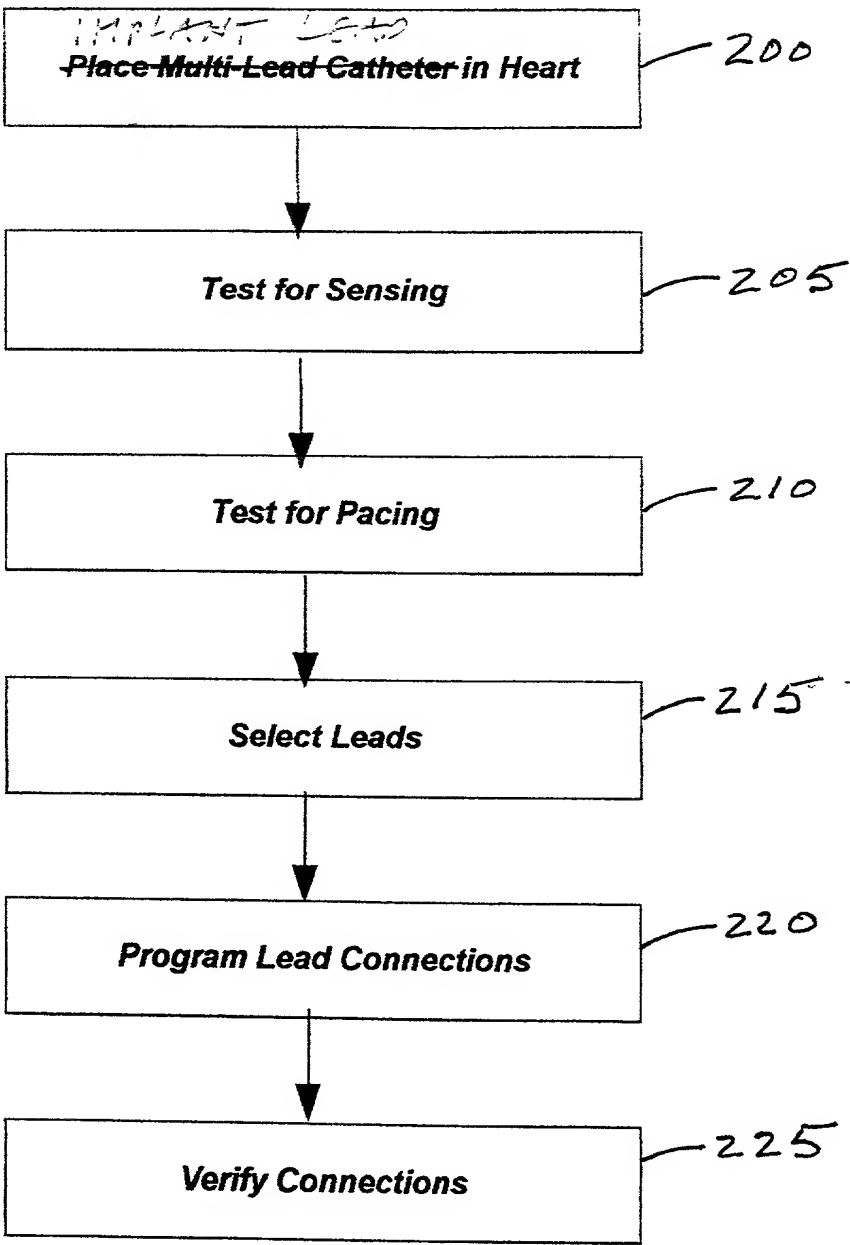 IMPLANT LEAD
Place Multi-Lead Catheter in Heart
200
Test for Sensing
205
Test for Pacing
210
Select Leads
215
Program Lead Connections
220
Verify Connections
225